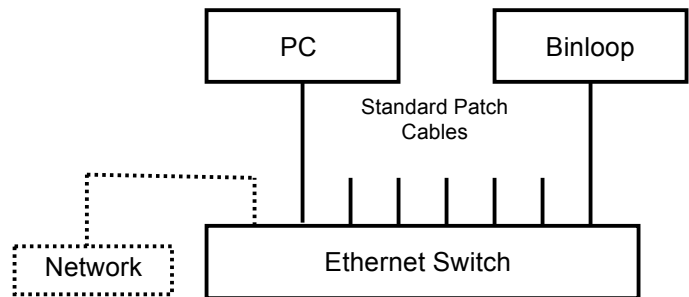 PC
Binloop
Standard Patch
Cables
Network
Ethernet Switch